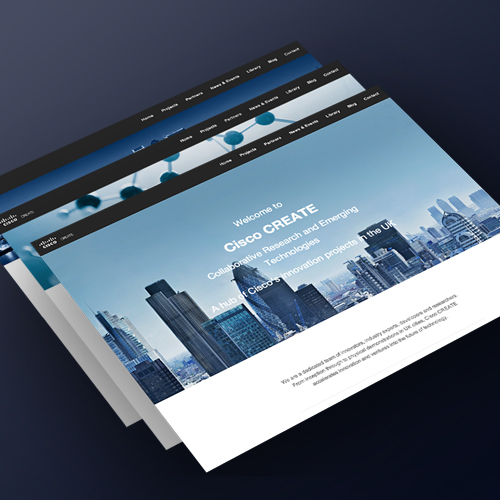 Home Projects Partners News & Events Library Blog Contact
CISCO CREATE
Home Projects Partners News & Events Library Blog Contact
CISCO CREATE
Home Projects Partners News & Events Library Blog Contact
Welcome to
Cisco CREATE
Collaborative Research and Emerging
Technologies
A hub of Cisco's innovation projects in the UK
We are a dedicated team of innovators, industry experts, developers and researchers.
From inception through to physical demonstrations in UK cities, Cisco CREATE
accelerates innovation and ventures into the future of technology.